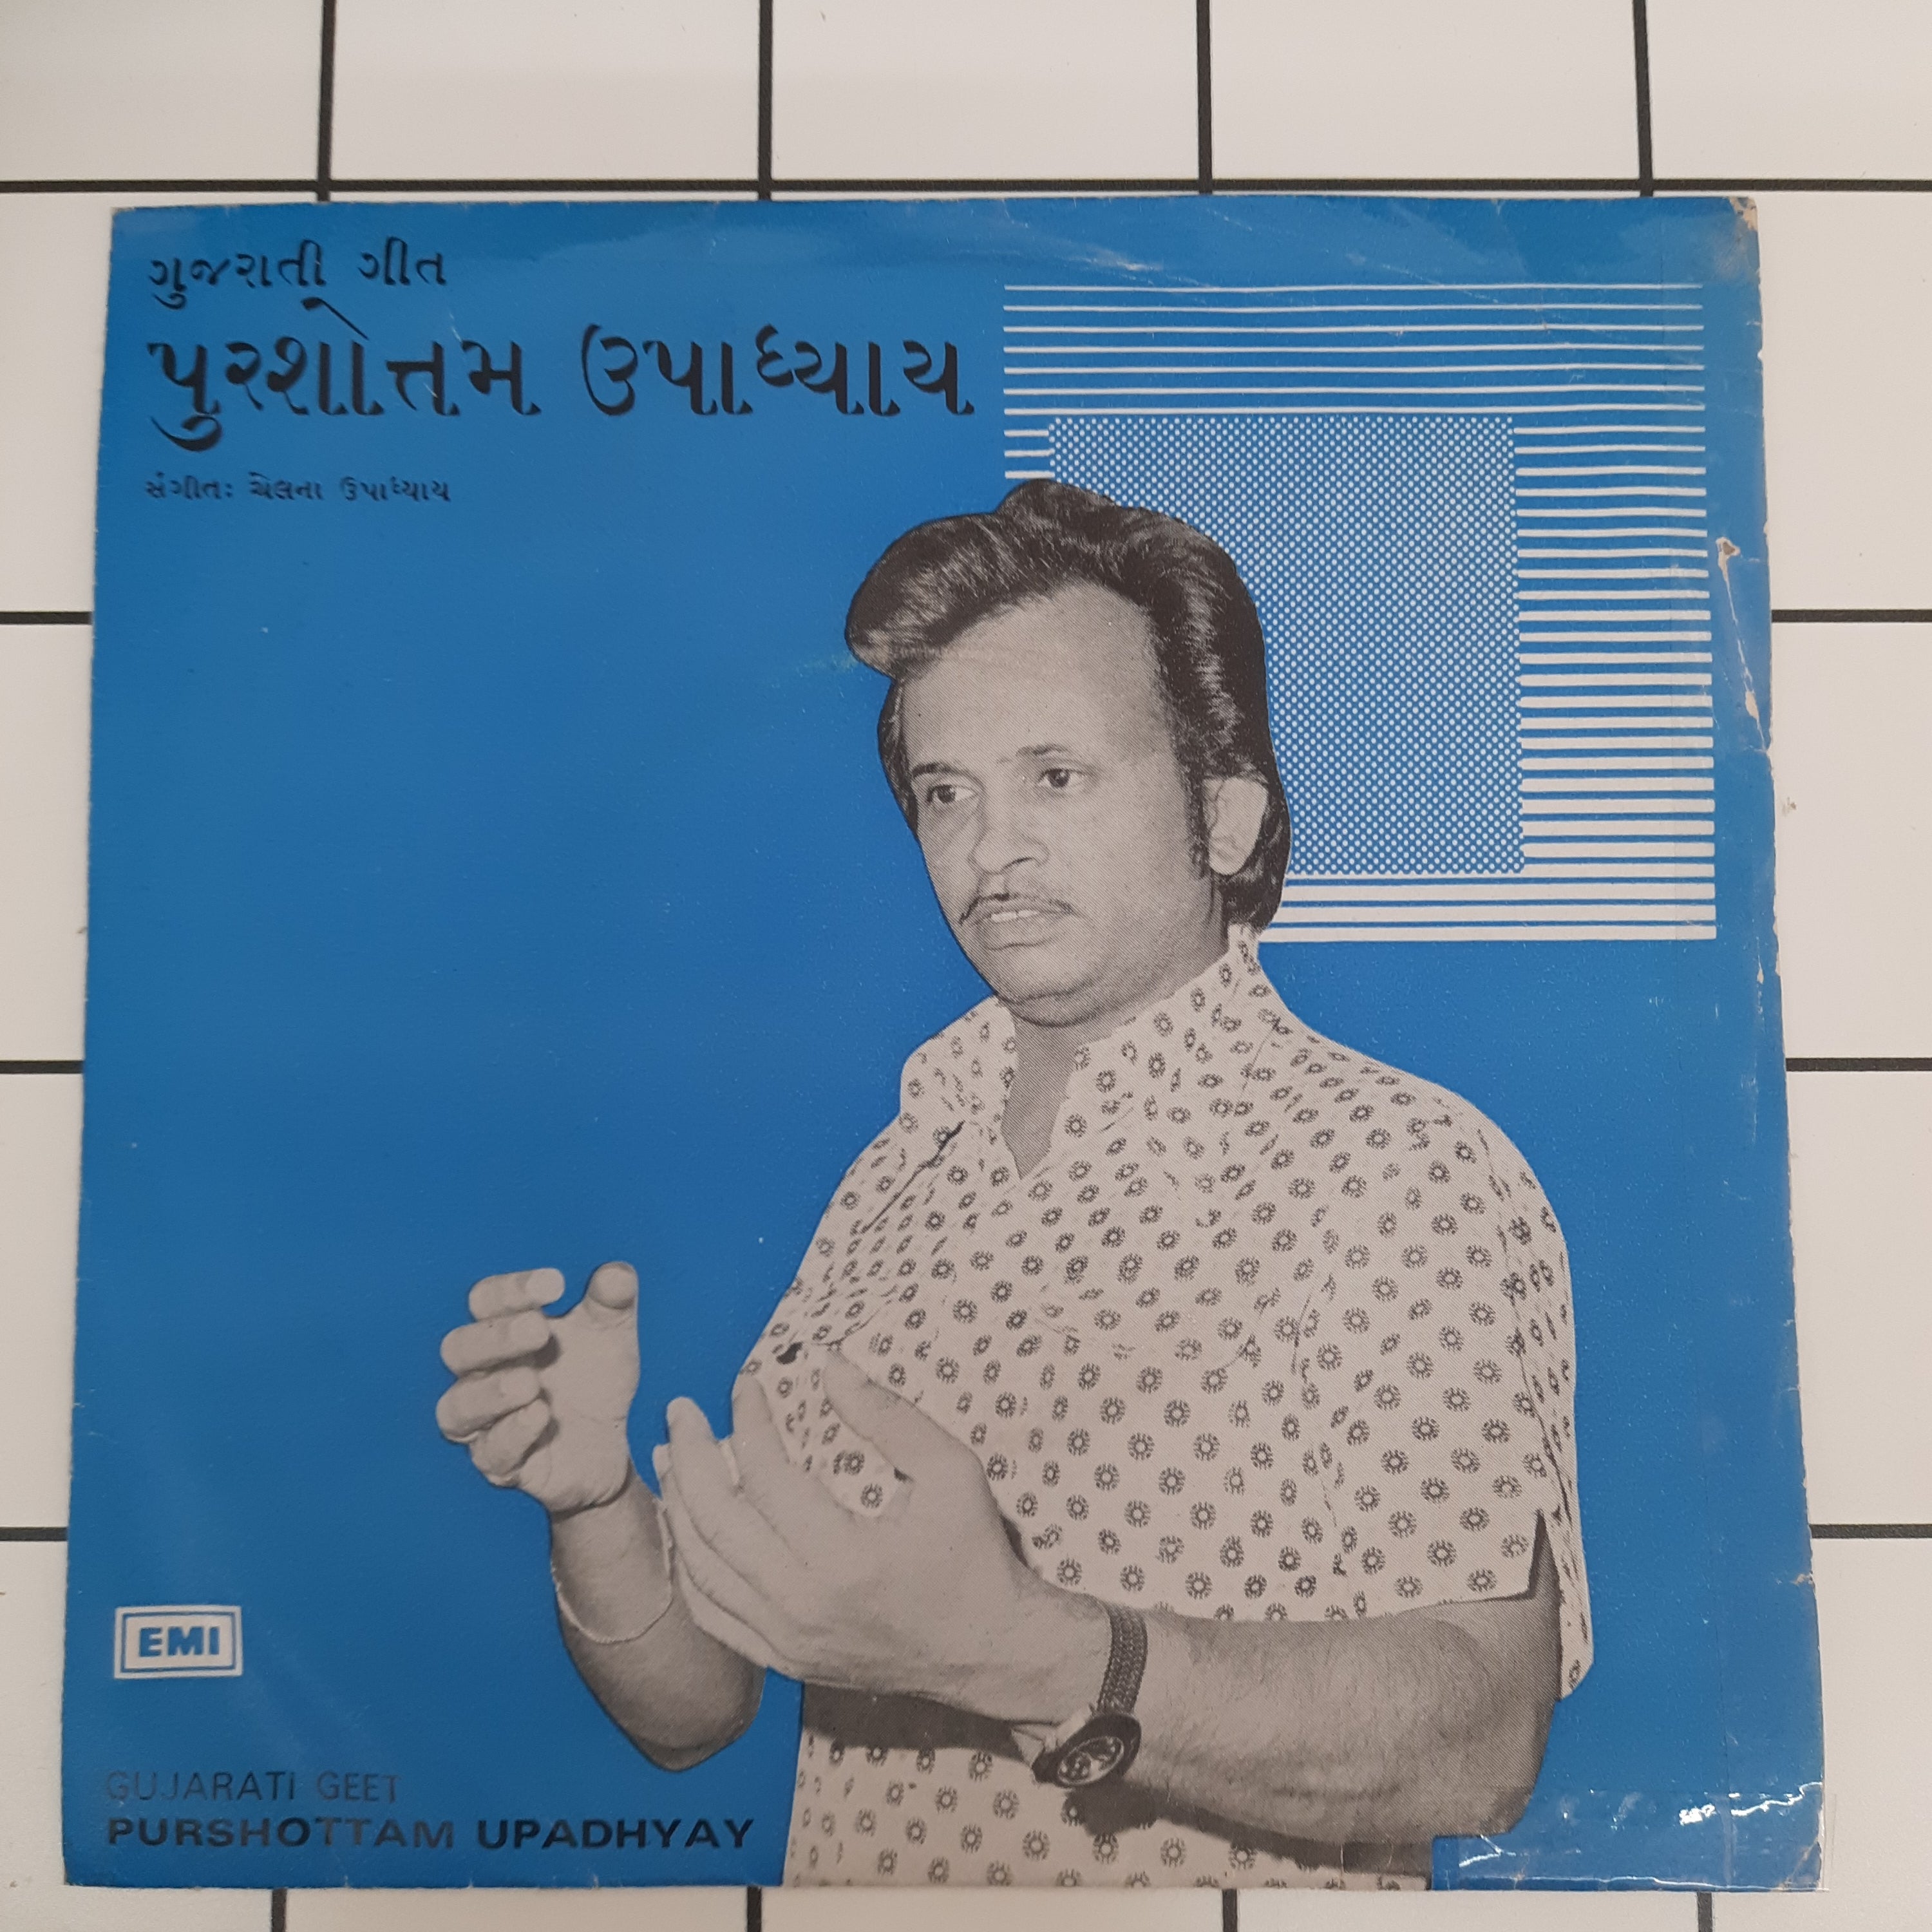 ગુજરાતી ગીત
પુરશોત્તમ ઉપાધ્યાય
સંગીતઃ ચેલના ઉપાધ્યાય
EMI
GUJARATI GEET
PURSHOTTAM UPADHYAY